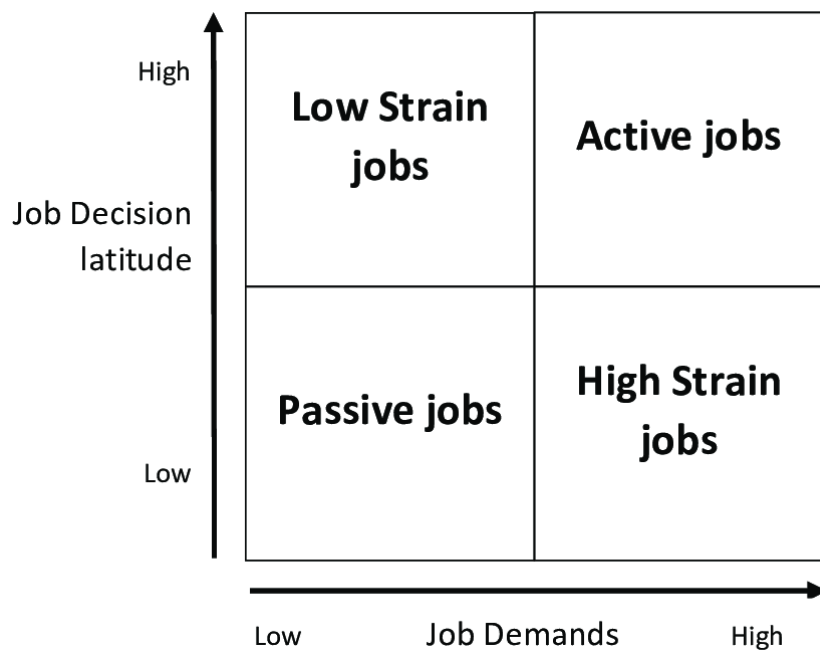 High
Low Strain
jobs
Active jobs
Job Decision
latitude
Passive jobs
High Strain
jobs
Low
Low
Job Demands
High